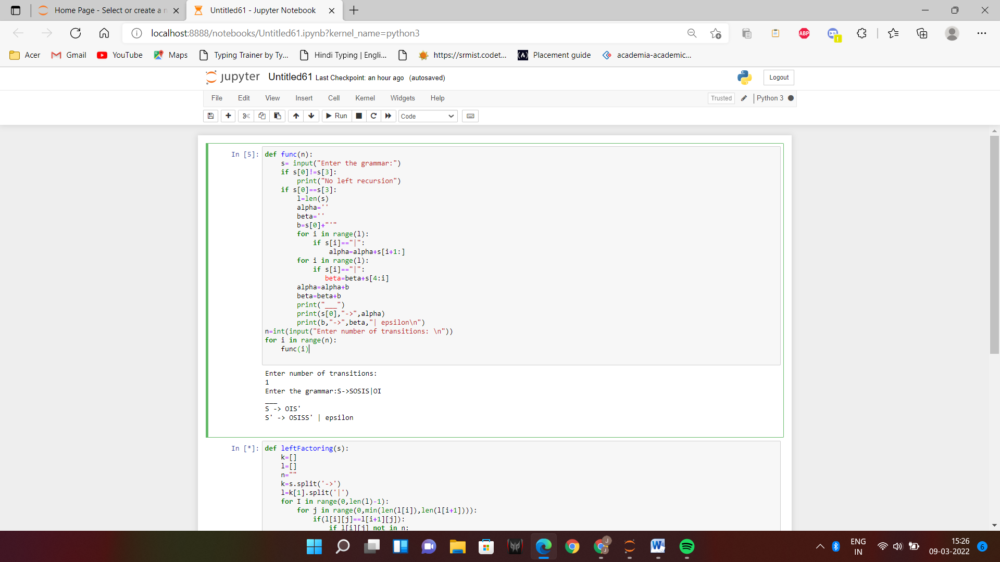 Home Page - Select or create a n
Untitled61 - Jupyter Notebook
localhost:8888/notebooks/Untitled61.ipynb?kernel_name=python3
ABP
Acer
Gmail
YouTube
Maps
Typing Trainer by Ty...
Hindi Typing | Engli...
https://srmist.codet...
Placement guide
academia-academic...
jupyter Untitled61 Last Checkpoint: an hour ago (autosaved)
Logout
File Edit View Insert Cell Kernel Widgets Help
Trusted
Python 3
Run
Code
In [5]: def func(n):
    s= input("Enter the grammar:")
    if s[0]!=s[3]:
        print("No left recursion")
    if s[0]==s[3]:
        l=len(s)
        alpha=''
        beta=''
        b=s[0]+"'"
        for i in range(l):
            if s[i]=="|":
                alpha=alpha+s[i+1:]
        for i in range(l):
            if s[i]=="|":
               beta=beta+s[4:i]
        alpha=alpha+b
        beta=beta+b
        print("___")
        print(s[0],"->",alpha)
        print(b,"->",beta,"| epsilon\n")
n=int(input("Enter number of transitions: \n"))
for i in range(n):
    func(i)
Enter number of transitions:
1
Enter the grammar:S->SOSIS|OI
___
S -> OIS'
S' -> OSISS' | epsilon
In [*]: def leftFactoring(s):
    k=[]
    l=[]
    n=""
    k=s.split('->')
    l=k[1].split('|')
    for I in range(0,len(l)-1):
        for j in range(0,min(len(l[i]),len(l[i+1]))):
            if(l[i][j]==l[i+1][j]):
                if l[i][j] not in n:
ENG
IN
15:26
09-03-2022
6